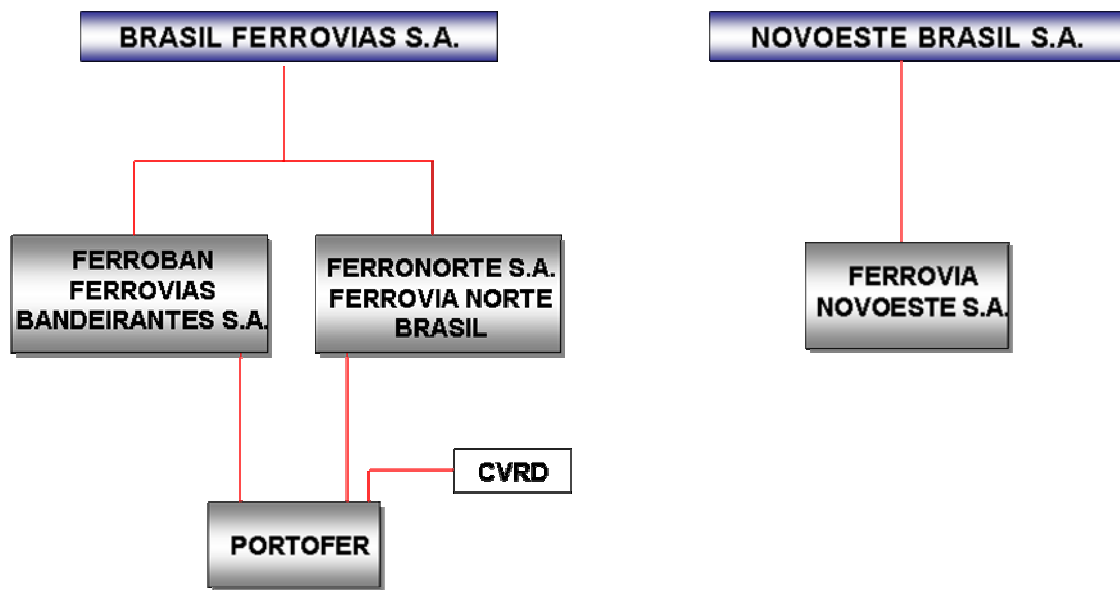 BRASIL FERROVIAS S.A.
NOVOESTE BRASIL S.A.
FERROBAN
FERROVIAS
BANDEIRANTES S.A.
FERRONORTE S.A.
FERROVIA NORTE
BRASIL
FERROVIA
NOVOESTE S.A.
CVRD
PORTOFER